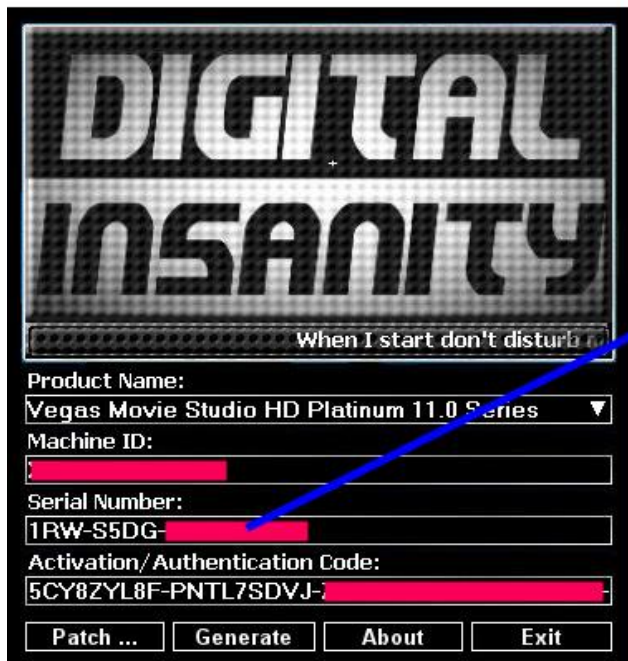 DIGITAL
INSANITY
When I start don't disturb
Product Name:
Vegas Movie Studio HD Platinum 11.0 Series
Machine ID:
Serial Number:
1RW-S5DG-
Activation/Authentication Code:
5CY8ZYL8F-PNTL7SDVJ-
Patch ... Generate About Exit